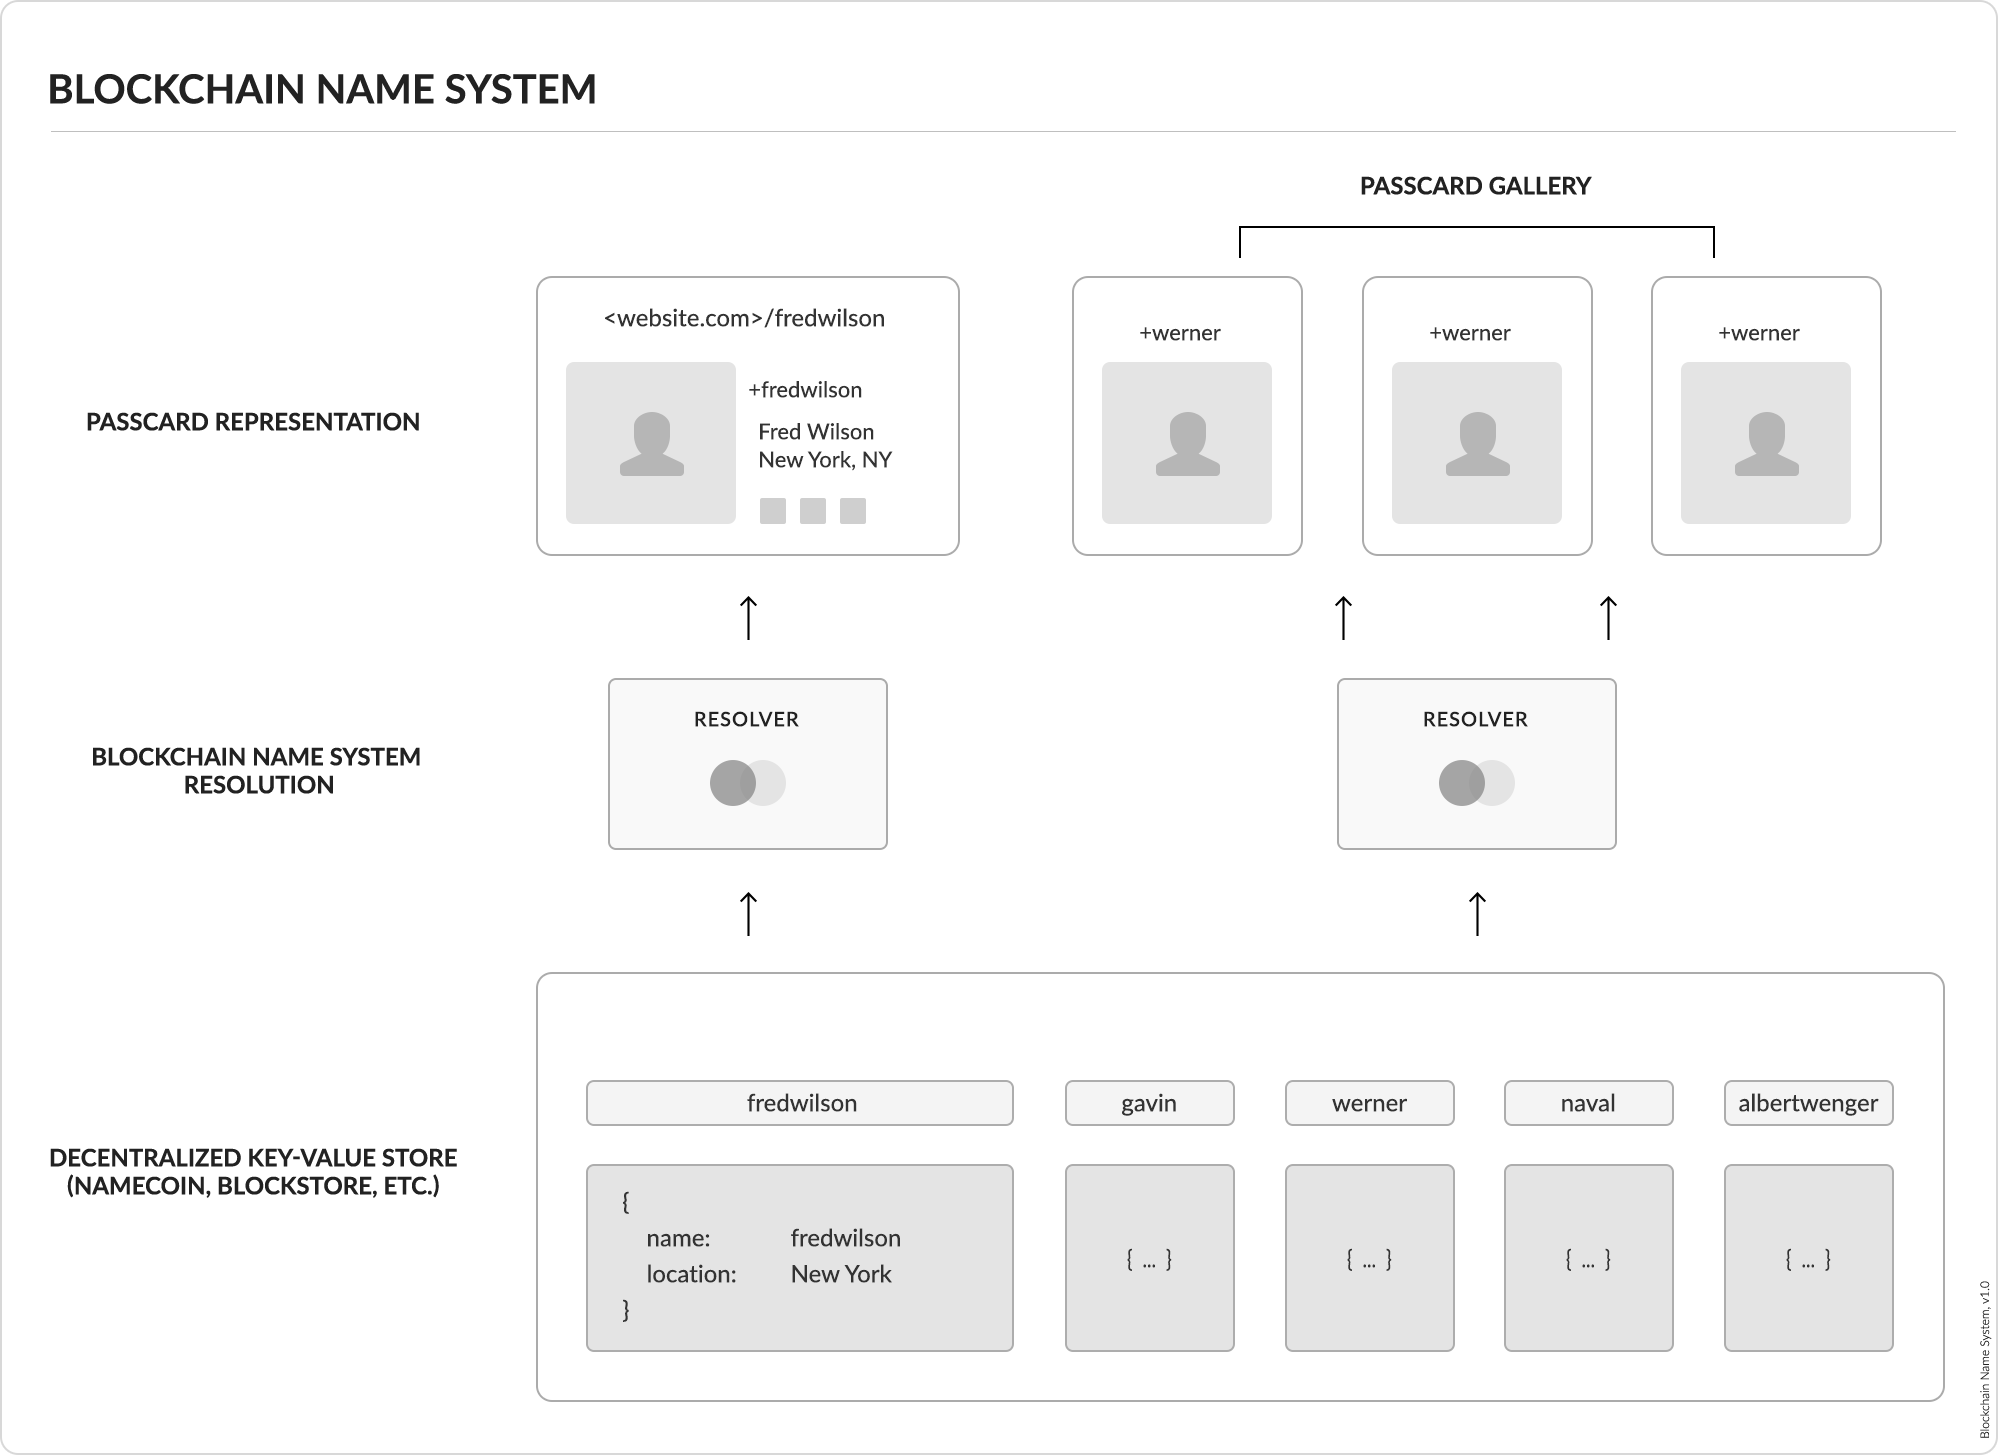 BLOCKCHAIN NAME SYSTEM
PASSCARD GALLERY
PASSCARD REPRESENTATION
<website.com>/fredwilson
+fredwilson
Fred Wilson
New York, NY
+werner
+werner
+werner
BLOCKCHAIN NAME SYSTEM
RESOLUTION
RESOLVER
RESOLVER
DECENTRALIZED KEY-VALUE STORE
(NAMECOIN, BLOCKSTORE, ETC.)
fredwilson
gavin
werner
naval
albertwenger
{
name: fredwilson
location: New York
}
{ ... }
{ ... }
{ ... }
{ ... }
Blockchain Name System, v1.0